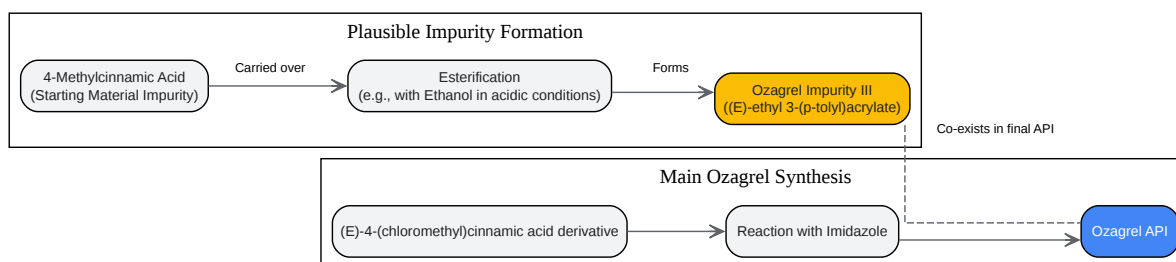 Plausible Impurity Formation
4-Methylcinnamic Acid
(Starting Material Impurity)
Carried over
Esterification
(e.g., with Ethanol in acidic conditions)
Forms
Ozagrel Impurity III
((E)-ethyl 3-(p-tolyl)acrylate)
Co-exists in final API
Main Ozagrel Synthesis
(E)-4-(chloromethyl)cinnamic acid derivative
Reaction with Imidazole
Ozagrel API